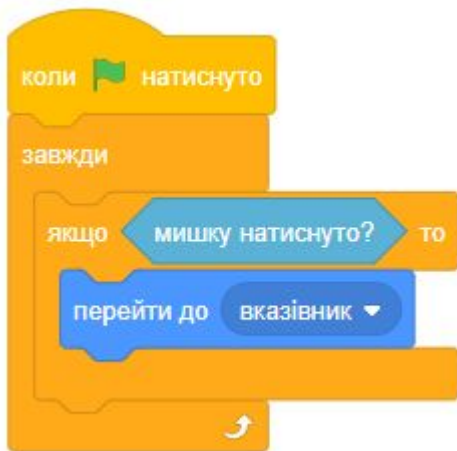 коли натиснуто
завжди
якщо мишку натиснуто? то
перейти до вказівник